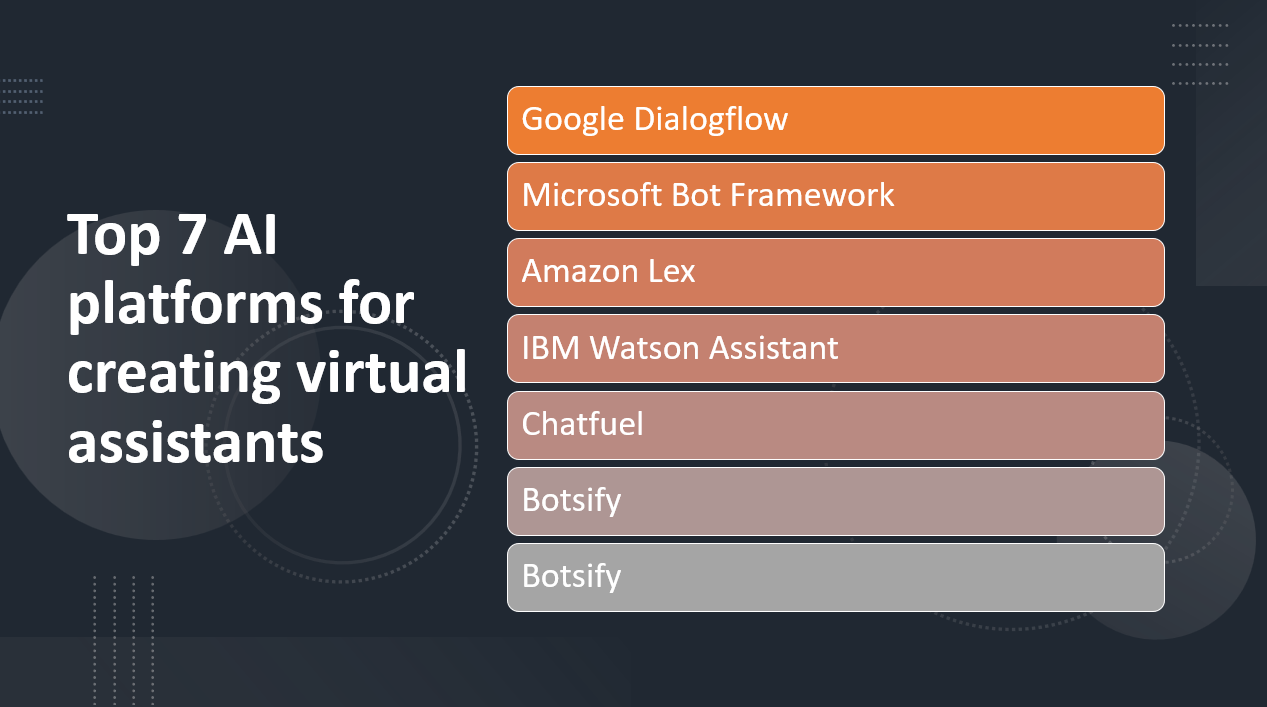 Top 7 AI
platforms for
creating virtual
assistants
Google Dialogflow
Microsoft Bot Framework
Amazon Lex
IBM Watson Assistant
Chatfuel
Botsify
Botsify